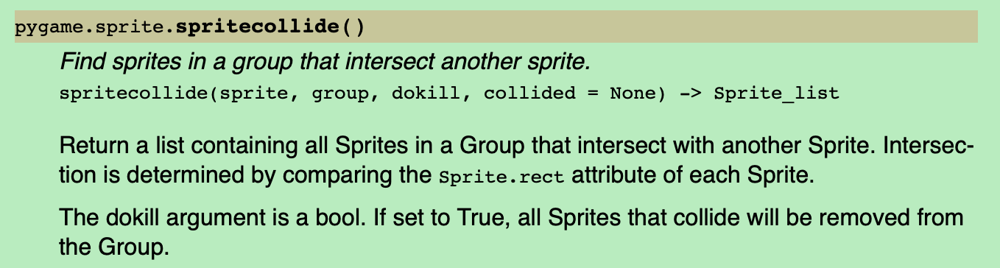 pygame.sprite.spritecollide()
Find sprites in a group that intersect another sprite.
spritecollide(sprite, group, dokill, collided = None) -> Sprite_list
Return a list containing all Sprites in a Group that intersect with another Sprite. Intersec-
tion is determined by comparing the Sprite.rect attribute of each Sprite.
The dokill argument is a bool. If set to True, all Sprites that collide will be removed from
the Group.